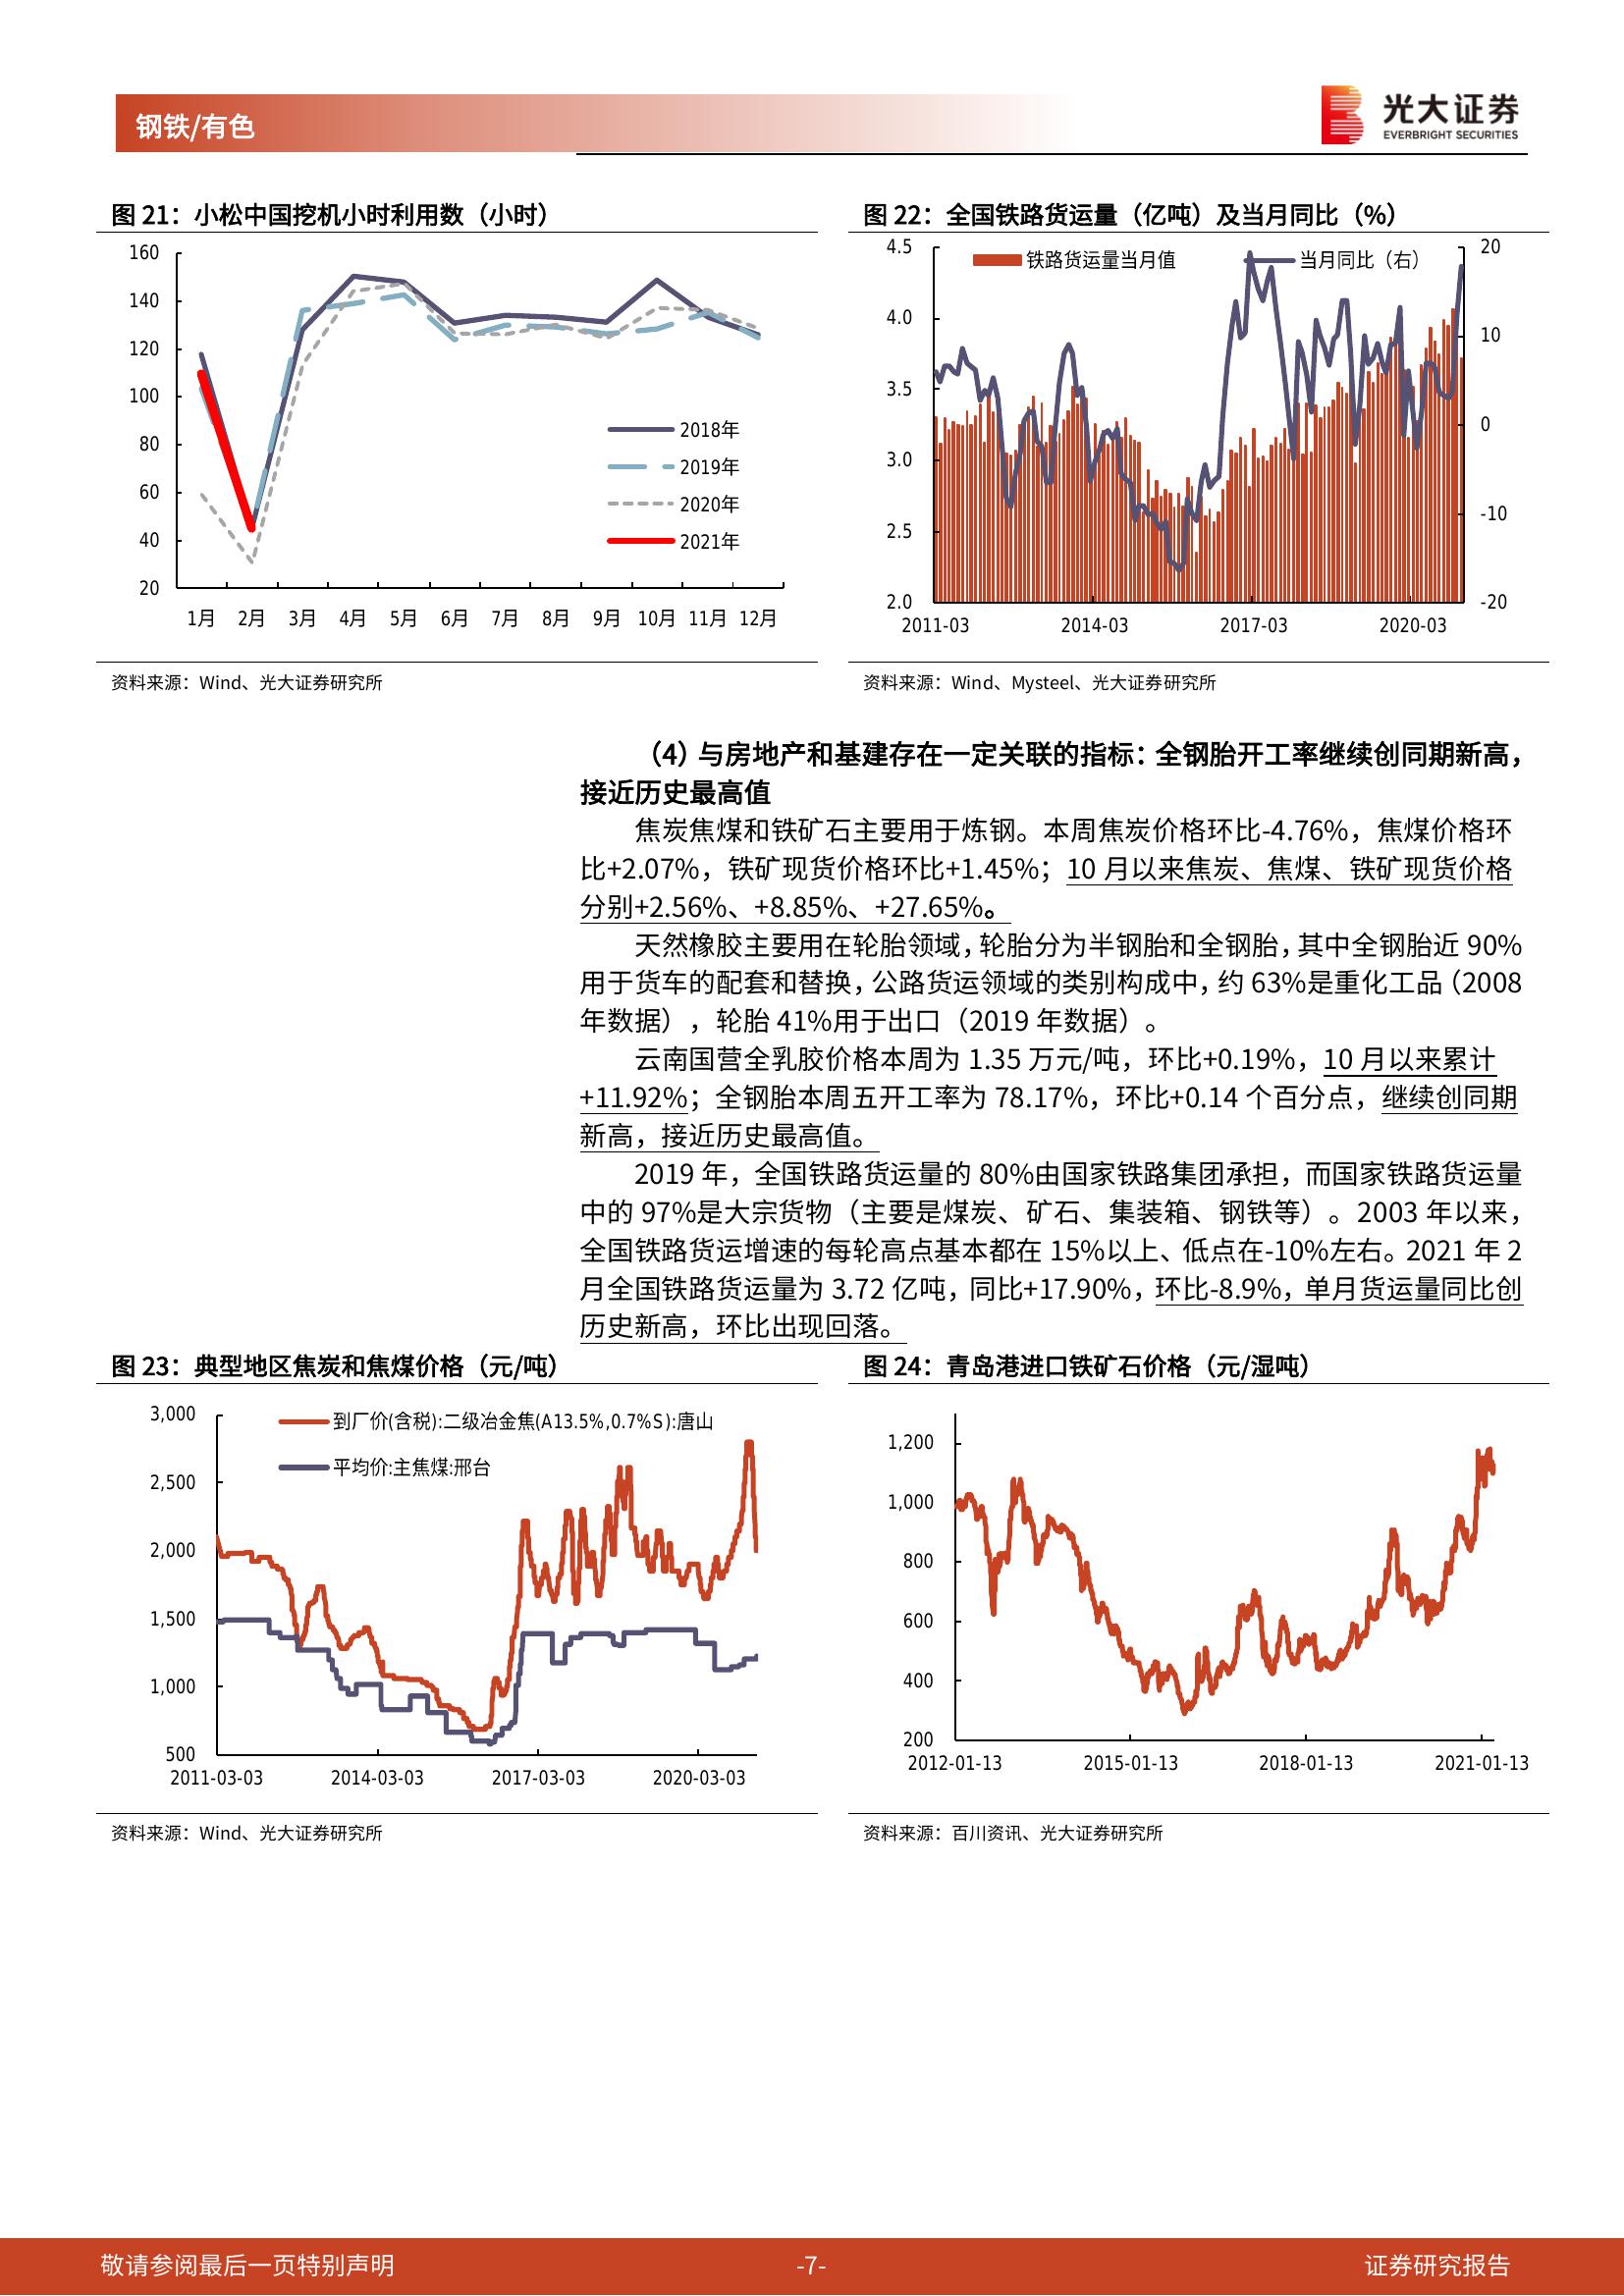 钢铁/有色
光大证券
EVERBRIGHT SECURITIES
图 21：小松中国挖机小时利用数（小时）
160
140
120
100
80
60
40
20
2018年
2019年
2020年
2021年
1月 2月 3月 4月 5月 6月 7月 8月 9月 10月 11月 12月
资料来源：Wind、光大证券研究所
图 22：全国铁路货运量（亿吨）及当月同比（%）
铁路货运量当月值
当月同比（右）
4.5
4.0
3.5
3.0
2.5
2.0
20
10
0
-10
-20
2011-03 2014-03 2017-03 2020-03
资料来源：Wind、Mysteel、光大证券研究所
（4）与房地产和基建存在一定关联的指标：全钢胎开工率继续创同期新高，
接近历史最高值
焦炭焦煤和铁矿石主要用于炼钢。本周焦炭价格环比-4.76%，焦煤价格环
比+2.07%，铁矿现货价格环比+1.45%；10 月以来焦炭、焦煤、铁矿现货价格
分别+2.56%、+8.85%、+27.65%。
天然橡胶主要用在轮胎领域，轮胎分为半钢胎和全钢胎，其中全钢胎近 90%
用于货车的配套和替换，公路货运领域的类别构成中，约 63%是重化工品（2008
年数据），轮胎 41%用于出口（2019 年数据）。
云南国营全乳胶价格本周为 1.35 万元/吨，环比+0.19%，10 月以来累计
+11.92%；全钢胎本周五开工率为 78.17%，环比+0.14 个百分点，继续创同期
新高，接近历史最高值。
2019 年，全国铁路货运量的 80%由国家铁路集团承担，而国家铁路货运量
中的 97%是大宗货物（主要是煤炭、矿石、集装箱、钢铁等）。2003 年以来，
全国铁路货运增速的每轮高点基本都在 15%以上、低点在-10%左右。2021 年 2
月全国铁路货运量为 3.72 亿吨，同比+17.90%，环比-8.9%，单月货运量同比创
历史新高，环比出现回落。
图 23：典型地区焦炭和焦煤价格（元/吨）
到厂价(含税):二级冶金焦(A13.5%,0.7%S):唐山
平均价:主焦煤:邢台
3,000
2,500
2,000
1,500
1,000
500
2011-03-03 2014-03-03 2017-03-03 2020-03-03
资料来源：Wind、光大证券研究所
图 24：青岛港进口铁矿石价格（元/湿吨）
1,200
1,000
800
600
400
200
2012-01-13 2015-01-13 2018-01-13 2021-01-13
资料来源：百川资讯、光大证券研究所
敬请参阅最后一页特别声明
-7-
证券研究报告